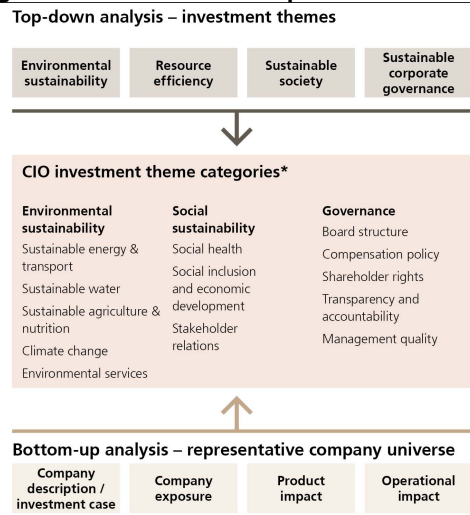 Top-down analysis – investment themes
Environmental
sustainability
Resource
efficiency
Sustainable
society
Sustainable
corporate
governance
CIO investment theme categories*
Environmental
sustainability
Sustainable energy &
transport
Sustainable water
Sustainable agriculture &
nutrition
Climate change
Environmental services
Social
sustainability
Social health
Social inclusion
and economic
development
Stakeholder
relations
Governance
Board structure
Compensation policy
Shareholder rights
Transparency and
accountability
Management quality
Bottom-up analysis – representative company universe
Company
description /
investment case
Company
exposure
Product
impact
Operational
impact